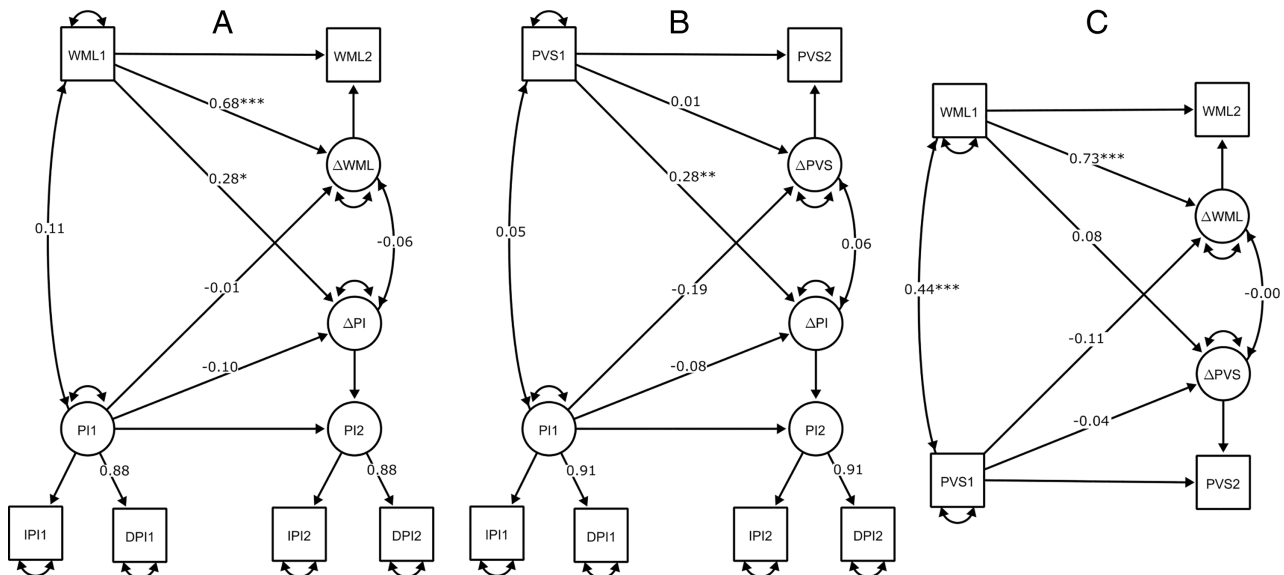 A
WML1
WML2
0.68***
ΔWML
0.28*
0.11
-0.06
-0.01
ΔPI
-0.10
PI1
PI2
0.88
0.88
IPI1
DPI1
IPI2
DPI2
B
PVS1
PVS2
0.01
ΔPVS
0.28**
0.05
0.06
-0.19
ΔPI
-0.08
PI1
PI2
0.91
0.91
IPI1
DPI1
IPI2
DPI2
C
WML1
WML2
0.73***
ΔWML
0.08
0.44***
-0.00
-0.11
ΔPVS
-0.04
PVS1
PVS2